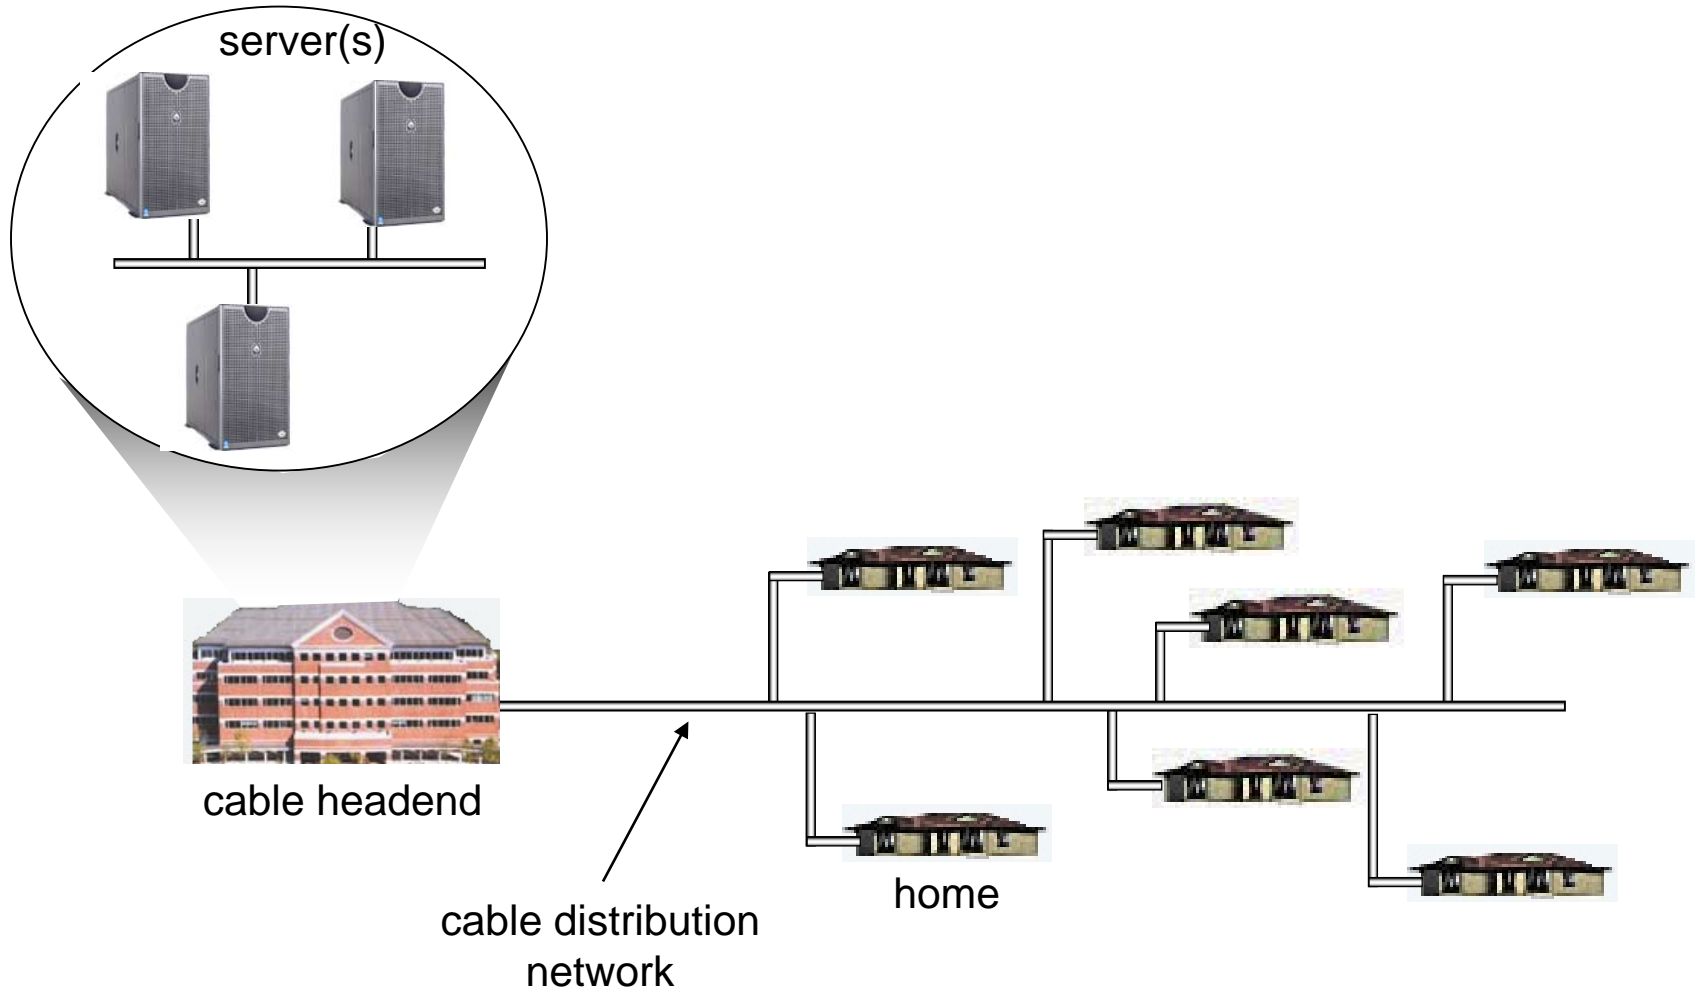 server(s)
cable headend
home
cable distribution
network